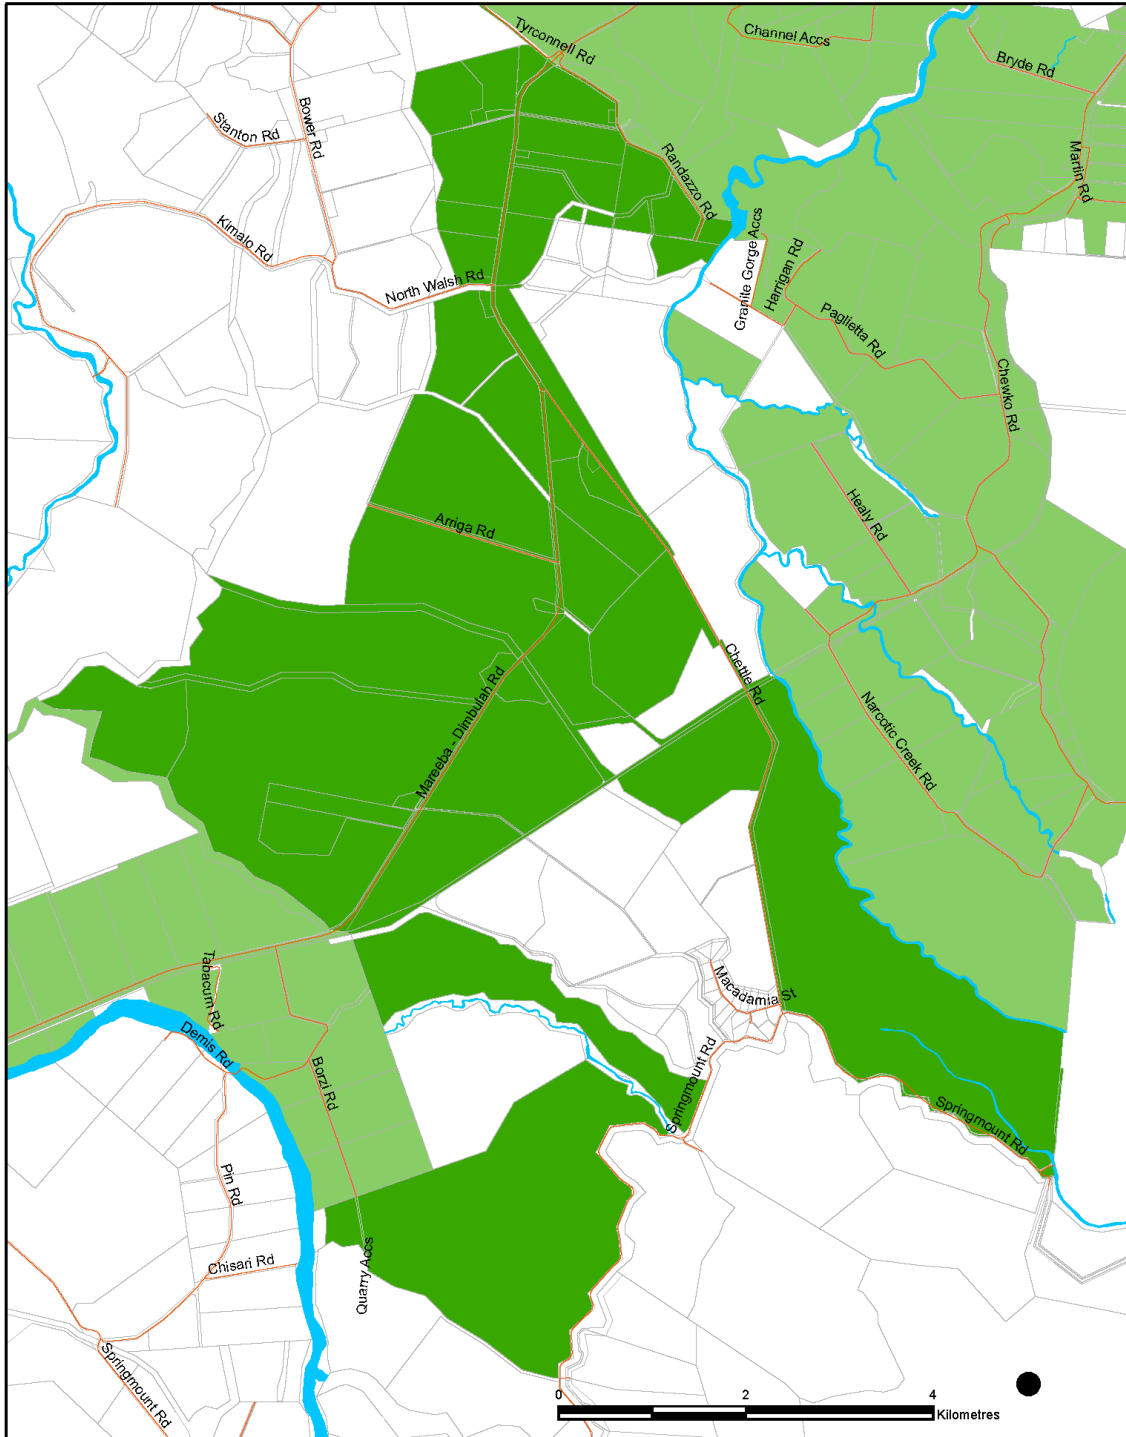 Tyrconnell Rd
Channel Accs
Bryde Rd
Stanton Rd
Bower Rd
Randazzo Rd
Martin Rd
Kimalo Rd
North Walsh Rd
Granite Gorge Accs
Harrigan Rd
Paglietta Rd
Chewko Rd
Arriga Rd
Healy Rd
Chettle Rd
Mareeba - Dimbulah Rd
Narcotic Creek Rd
Tabacum Rd
Macadamia St
Demis Rd
Borzi Rd
Springmount Rd
Springmount Rd
Pin Rd
Chisari Rd
Quarry Accs
Springmount Rd
0 2 4
Kilometres